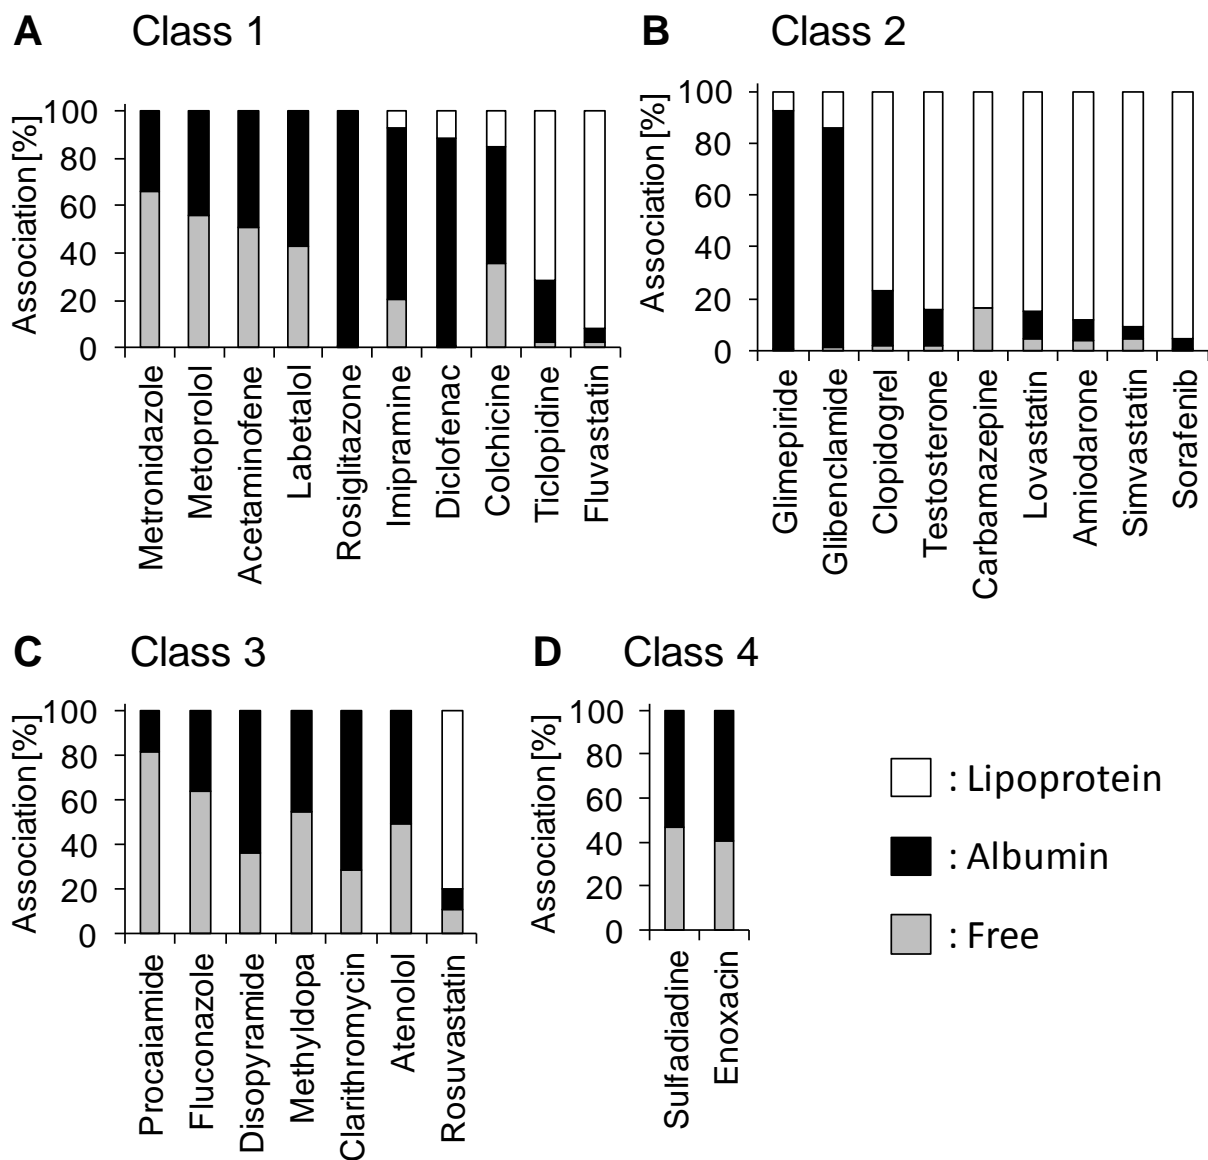 A Class 1
Association [%]
100
80
60
40
20
0
Metronidazole
Metoprolol
Acetaminofene
Labetalol
Rosiglitazone
Imipramine
Diclofenac
Colchicine
Ticlopidine
Fluvastatin
B Class 2
Association [%]
100
80
60
40
20
0
Glimepiride
Glibenclamide
Clopidogrel
Testosterone
Carbamazepine
Lovastatin
Amiodarone
Simvastatin
Sorafenib
C Class 3
Association [%]
100
80
60
40
20
0
Procaiamide
Fluconazole
Disopyramide
Methyldopa
Clarithromycin
Atenolol
Rosuvastatin
D Class 4
Association [%]
100
80
60
40
20
0
Sulfadiadine
Enoxacin
: Lipoprotein
: Albumin
: Free